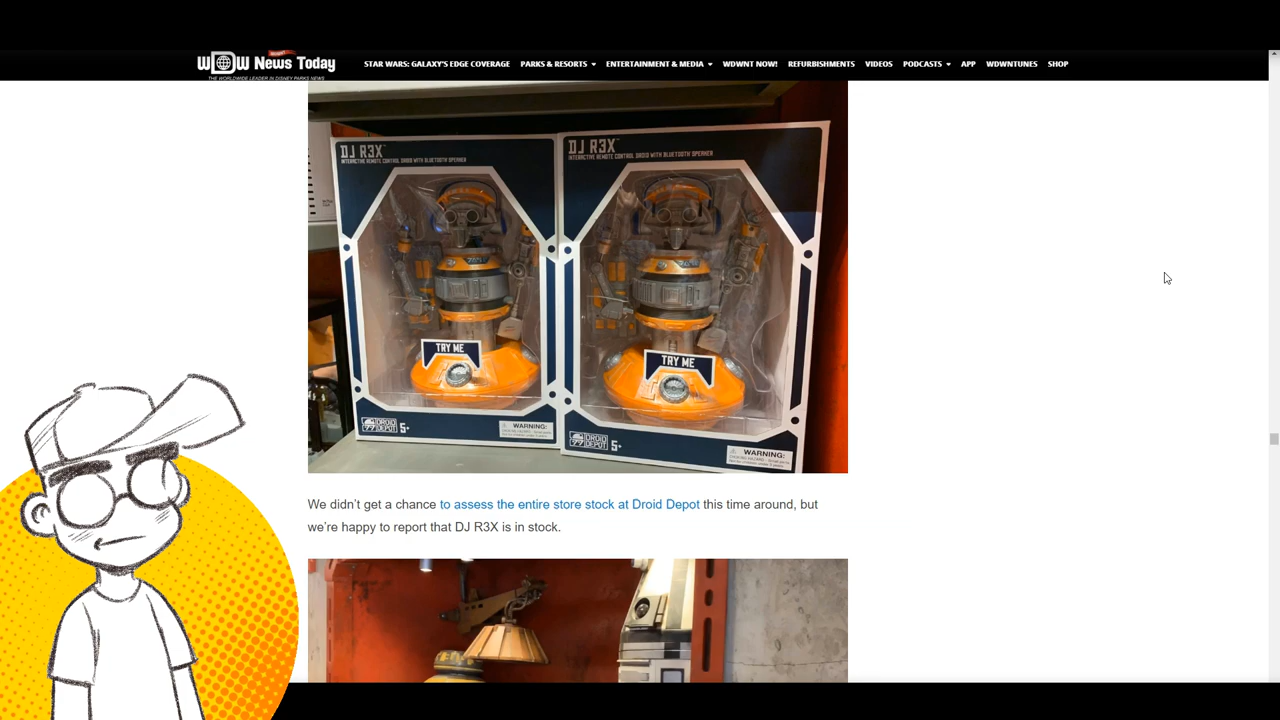 WDW News Today
THE WORLDWIDE LEADER IN DISNEY PARKS NEWS
STAR WARS: GALAXY'S EDGE COVERAGE PARKS & RESORTS ENTERTAINMENT & MEDIA WDWNT NOW! REFURBISHMENTS VIDEOS PODCASTS APP WDWNTUNES SHOP
DJ R3X™
INTERACTIVE REMOTE CONTROL DROID WITH BLUETOOTH SPEAKER
TRY ME
DROID
DEPOT
5+
WARNING:
DJ R3X™
INTERACTIVE REMOTE CONTROL DROID WITH BLUETOOTH SPEAKER
TRY ME
DROID
DEPOT
5+
WARNING:
We didn't get a chance to assess the entire store stock at Droid Depot this time around, but
we're happy to report that DJ R3X is in stock.